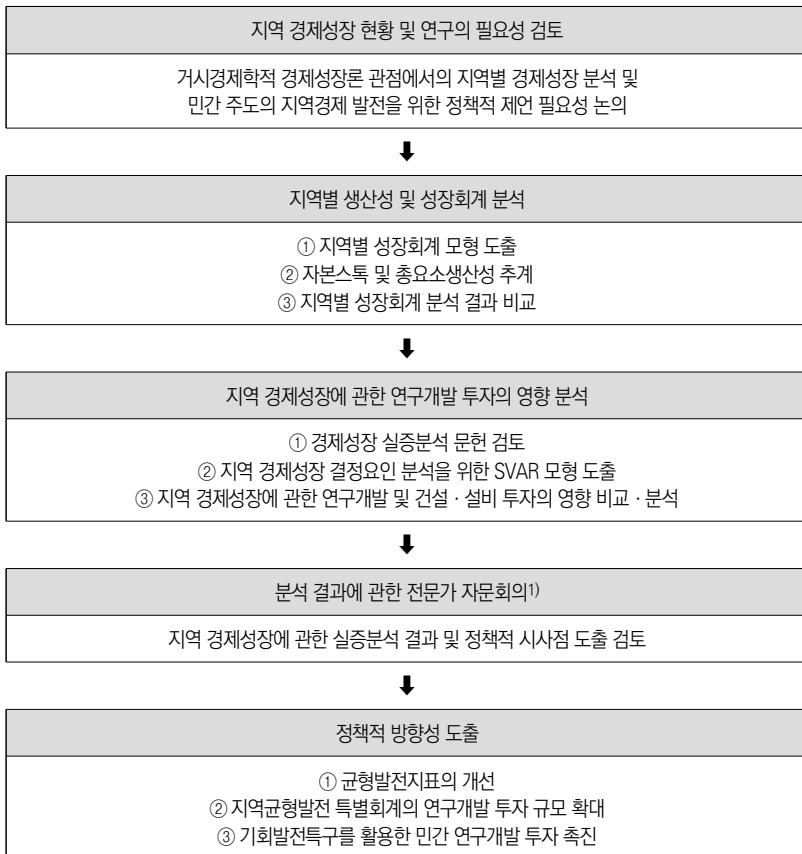 지역 경제성장 현황 및 연구의 필요성 검토
거시경제학적 경제성장론 관점에서의 지역별 경제성장 분석 및
민간 주도의 지역경제 발전을 위한 정책적 제언 필요성 논의
지역별 생산성 및 성장회계 분석
① 지역별 성장회계 모형 도출
② 자본스톡 및 총요소생산성 추계
③ 지역별 성장회계 분석 결과 비교
지역 경제성장에 관한 연구개발 투자의 영향 분석
① 경제성장 실증분석 문헌 검토
② 지역 경제성장 결정요인 분석을 위한 SVAR 모형 도출
③ 지역 경제성장에 관한 연구개발 및 건설 · 설비 투자의 영향 비교 · 분석
분석 결과에 관한 전문가 자문회의1)
지역 경제성장에 관한 실증분석 결과 및 정책적 시사점 도출 검토
정책적 방향성 도출
① 균형발전지표의 개선
② 지역균형발전 특별회계의 연구개발 투자 규모 확대
③ 기회발전특구를 활용한 민간 연구개발 투자 촉진